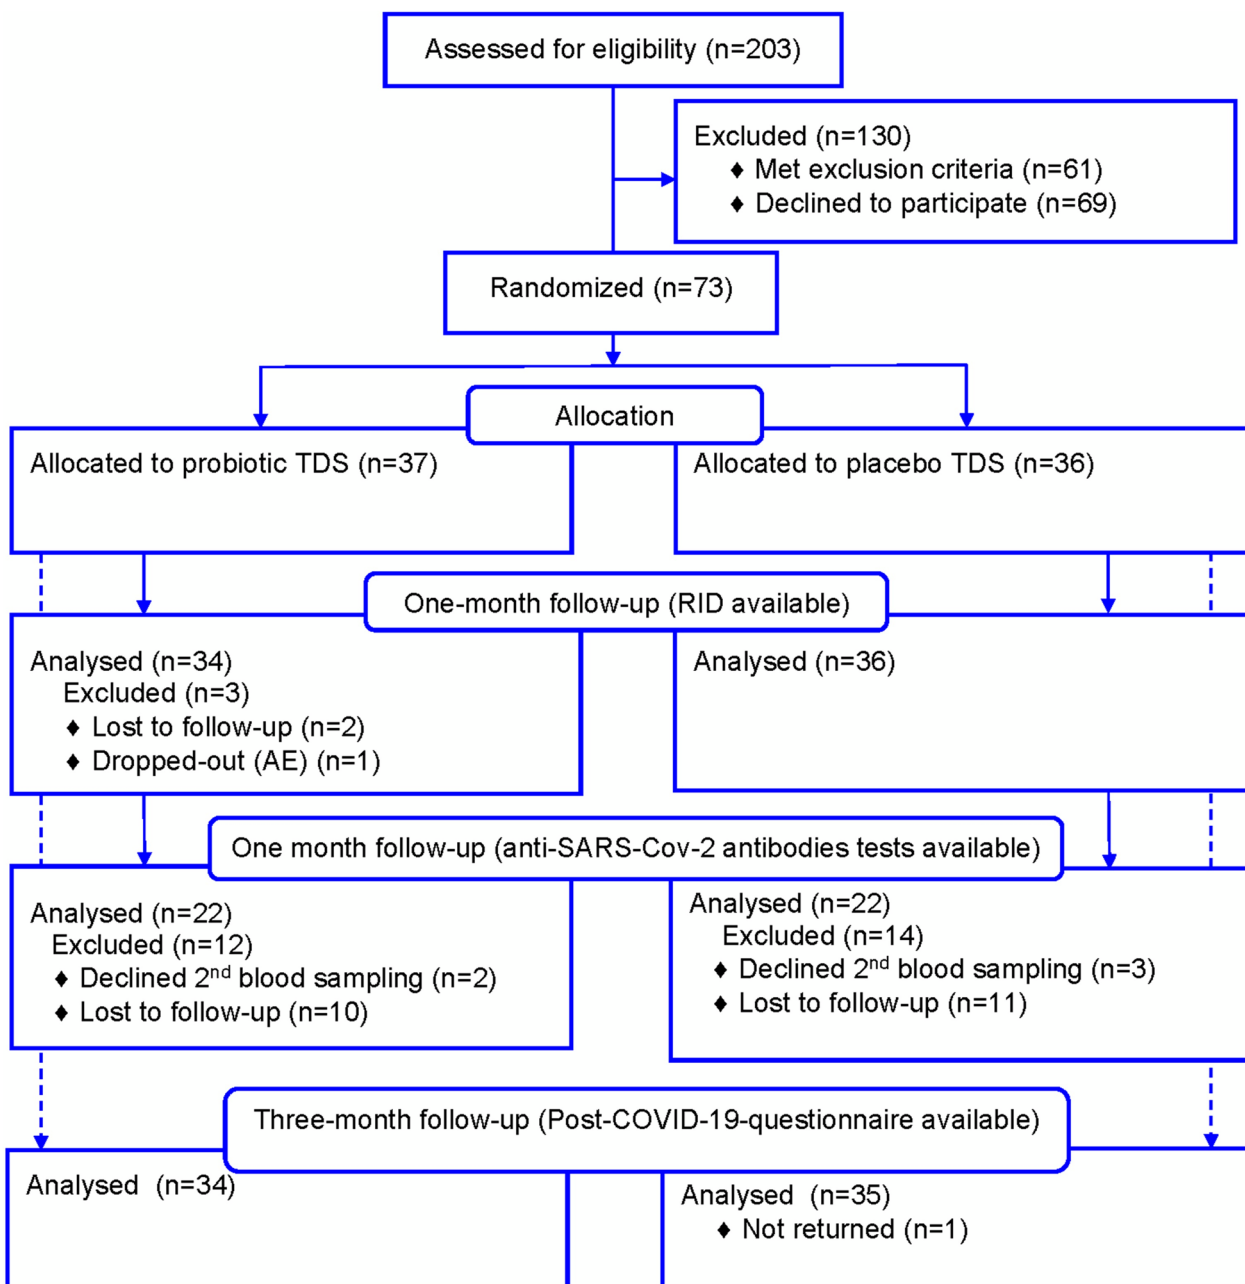 Assessed for eligibility (n=203)
Excluded (n=130)
♦ Met exclusion criteria (n=61)
♦ Declined to participate (n=69)
Randomized (n=73)
Allocation
Allocated to probiotic TDS (n=37)
Allocated to placebo TDS (n=36)
One-month follow-up (RID available)
Analysed (n=34)
Excluded (n=3)
♦ Lost to follow-up (n=2)
♦ Dropped-out (AE) (n=1)
Analysed (n=36)
One month follow-up (anti-SARS-Cov-2 antibodies tests available)
Analysed (n=22)
Excluded (n=12)
♦ Declined 2nd blood sampling (n=2)
♦ Lost to follow-up (n=10)
Analysed (n=22)
Excluded (n=14)
♦ Declined 2nd blood sampling (n=3)
♦ Lost to follow-up (n=11)
Three-month follow-up (Post-COVID-19-questionnaire available)
Analysed (n=34)
Analysed (n=35)
♦ Not returned (n=1)